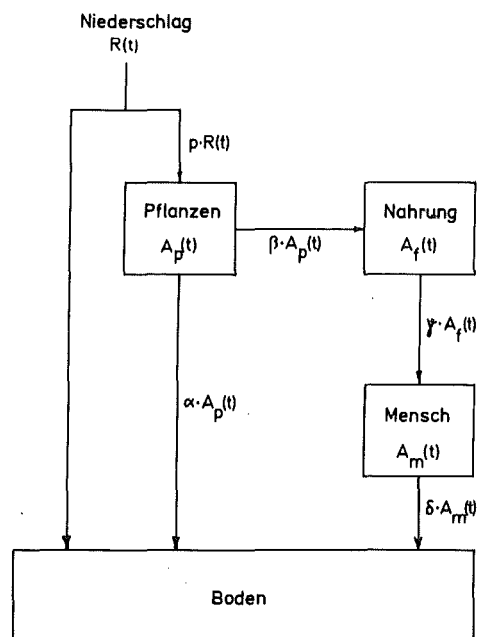 Niederschlag
R(t)
p·R(t)
Pflanzen
A_p(t)
β·A_p(t)
Nahrung
A_f(t)
γ·A_f(t)
α·A_p(t)
Mensch
A_m(t)
δ·A_m(t)
Boden